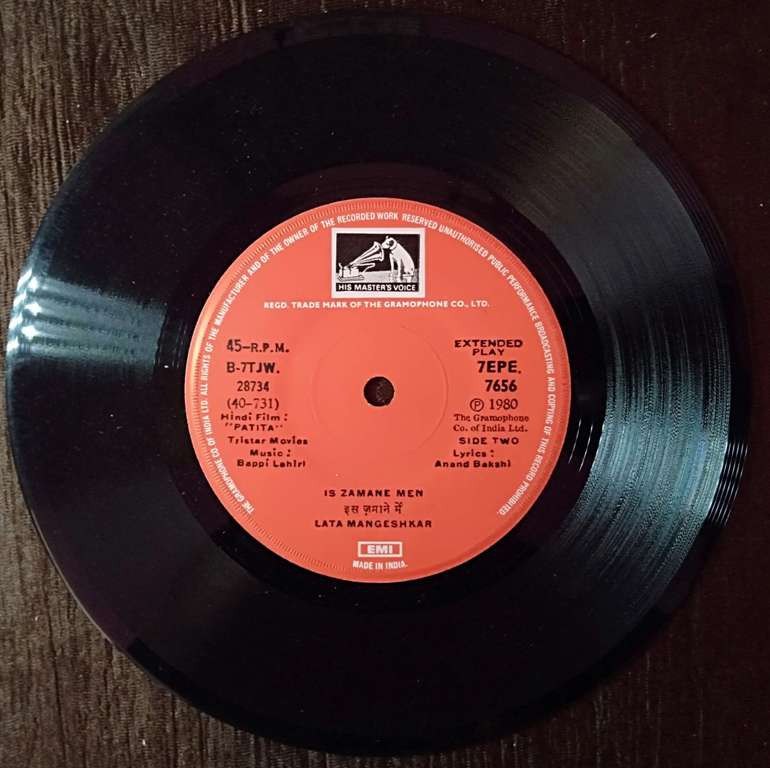 THE GRAMOPHONE CO. OF INDIA LTD. ALL RIGHTS OF THE MANUFACTURER AND OF THE OWNER OF THE RECORDED WORK RESERVED UNAUTHORISED PUBLIC PERFORMANCE BROADCASTING AND COPYING OF THIS RECORD PROHIBITED.
HIS MASTER'S VOICE
REGD. TRADE MARK OF THE GRAMOPHONE CO., LTD.
45-R.P.M.
B-7TJW.
28734
(40-731)
Hindi Film :
"PATITA"
Tristar Movies
Music :
Bappi Lahiri
EXTENDED
PLAY
7EPE.
7656
Ⓟ 1980
The Gramophone
Co. of India Ltd.
SIDE TWO
Lyrics :
Anand Bakshi
IS ZAMANE MEN
इस ज़माने में
LATA MANGESHKAR
EMI
MADE IN INDIA.